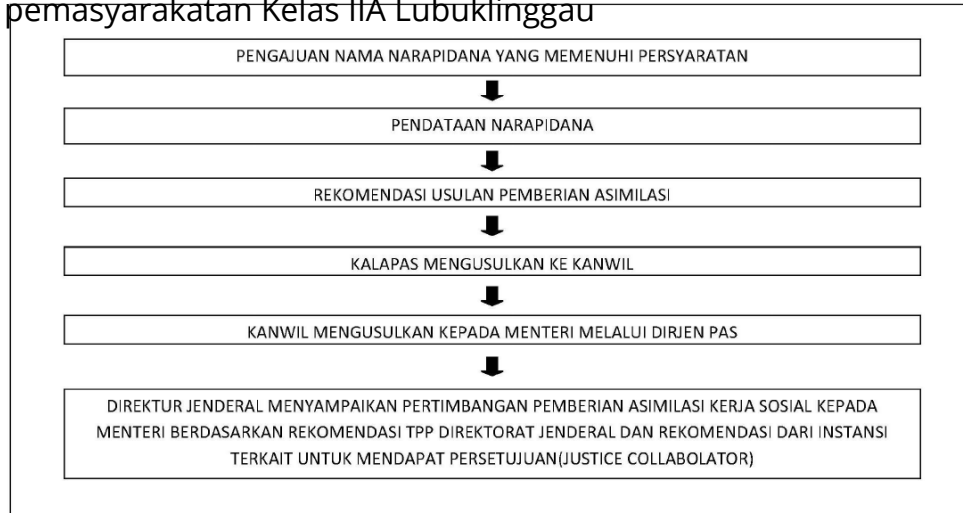 pemasyarakatan Kelas IIA Lubuklinggau
PENGAJUAN NAMA NARAPIDANA YANG MEMENUHI PERSYARATAN
PENDATAAN NARAPIDANA
REKOMENDASI USULAN PEMBERIAN ASIMILASI
KALAPAS MENGUSULKAN KE KANWIL
KANWIL MENGUSULKAN KEPADA MENTERI MELALUI DIRJEN PAS
DIREKTUR JENDERAL MENYAMPAIKAN PERTIMBANGAN PEMBERIAN ASIMILASI KERJA SOSIAL KEPADA
MENTERI BERDASARKAN REKOMENDASI TPP DIREKTORAT JENDERAL DAN REKOMENDASI DARI INSTANSI
TERKAIT UNTUK MENDAPAT PERSETUJUAN(JUSTICE COLLABOLATOR)